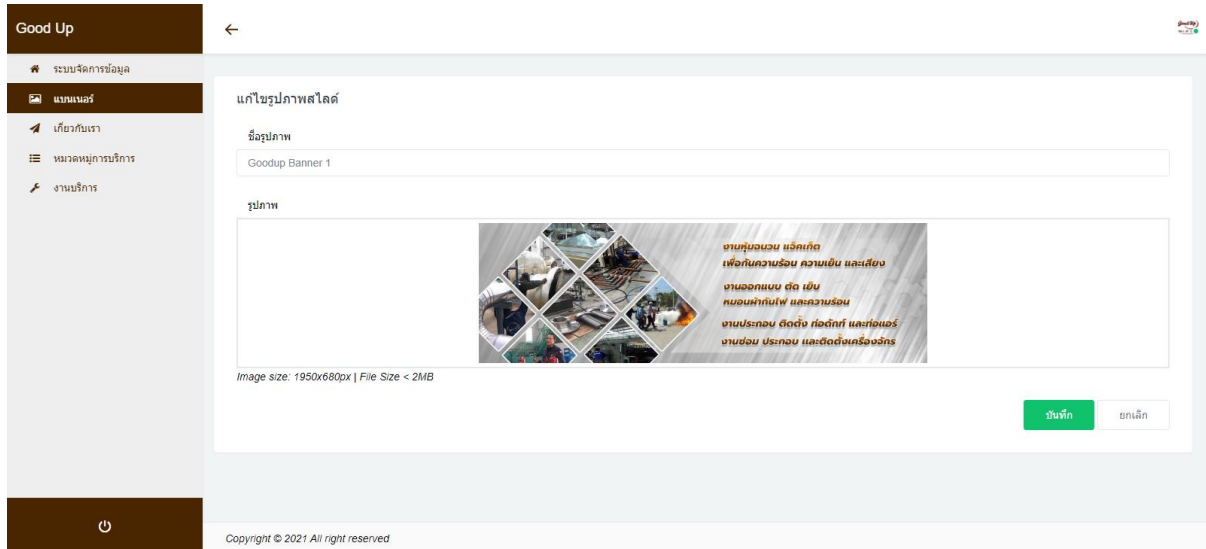 Good Up
ระบบจัดการข้อมูล
แบนเนอร์
เกี่ยวกับเรา
หมวดหมู่การบริการ
งานบริการ
แก้ไขรูปภาพสไลด์
ชื่อรูปภาพ
Goodup Banner 1
รูปภาพ
งานหุ้มฉนวน แจ็คเก็ต
เพื่อกันความร้อน ความเย็น และเสียง
งานออกแบบ ตัด เย็บ
หมอนผ้ากันไฟ และความร้อน
งานประกอบ ติดตั้ง ท่อดักท์ และท่อแอร์
งานซ่อม ประกอบ และติดตั้งเครื่องจักร
Image size: 1950x680px | File Size < 2MB
บันทึก
ยกเลิก
Copyright © 2021 All right reserved